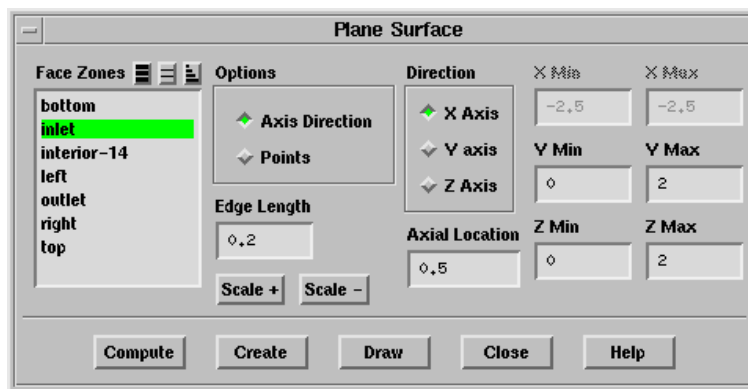 Plane Surface
Face Zones
bottom
inlet
interior-14
left
outlet
right
top
Options
Axis Direction
Points
Edge Length
0.2
Scale +
Scale -
Direction
X Axis
Y axis
Z Axis
Axial Location
0.5
X Min
X Max
-2.5
-2.5
Y Min
Y Max
0
2
Z Min
Z Max
0
2
Compute
Create
Draw
Close
Help